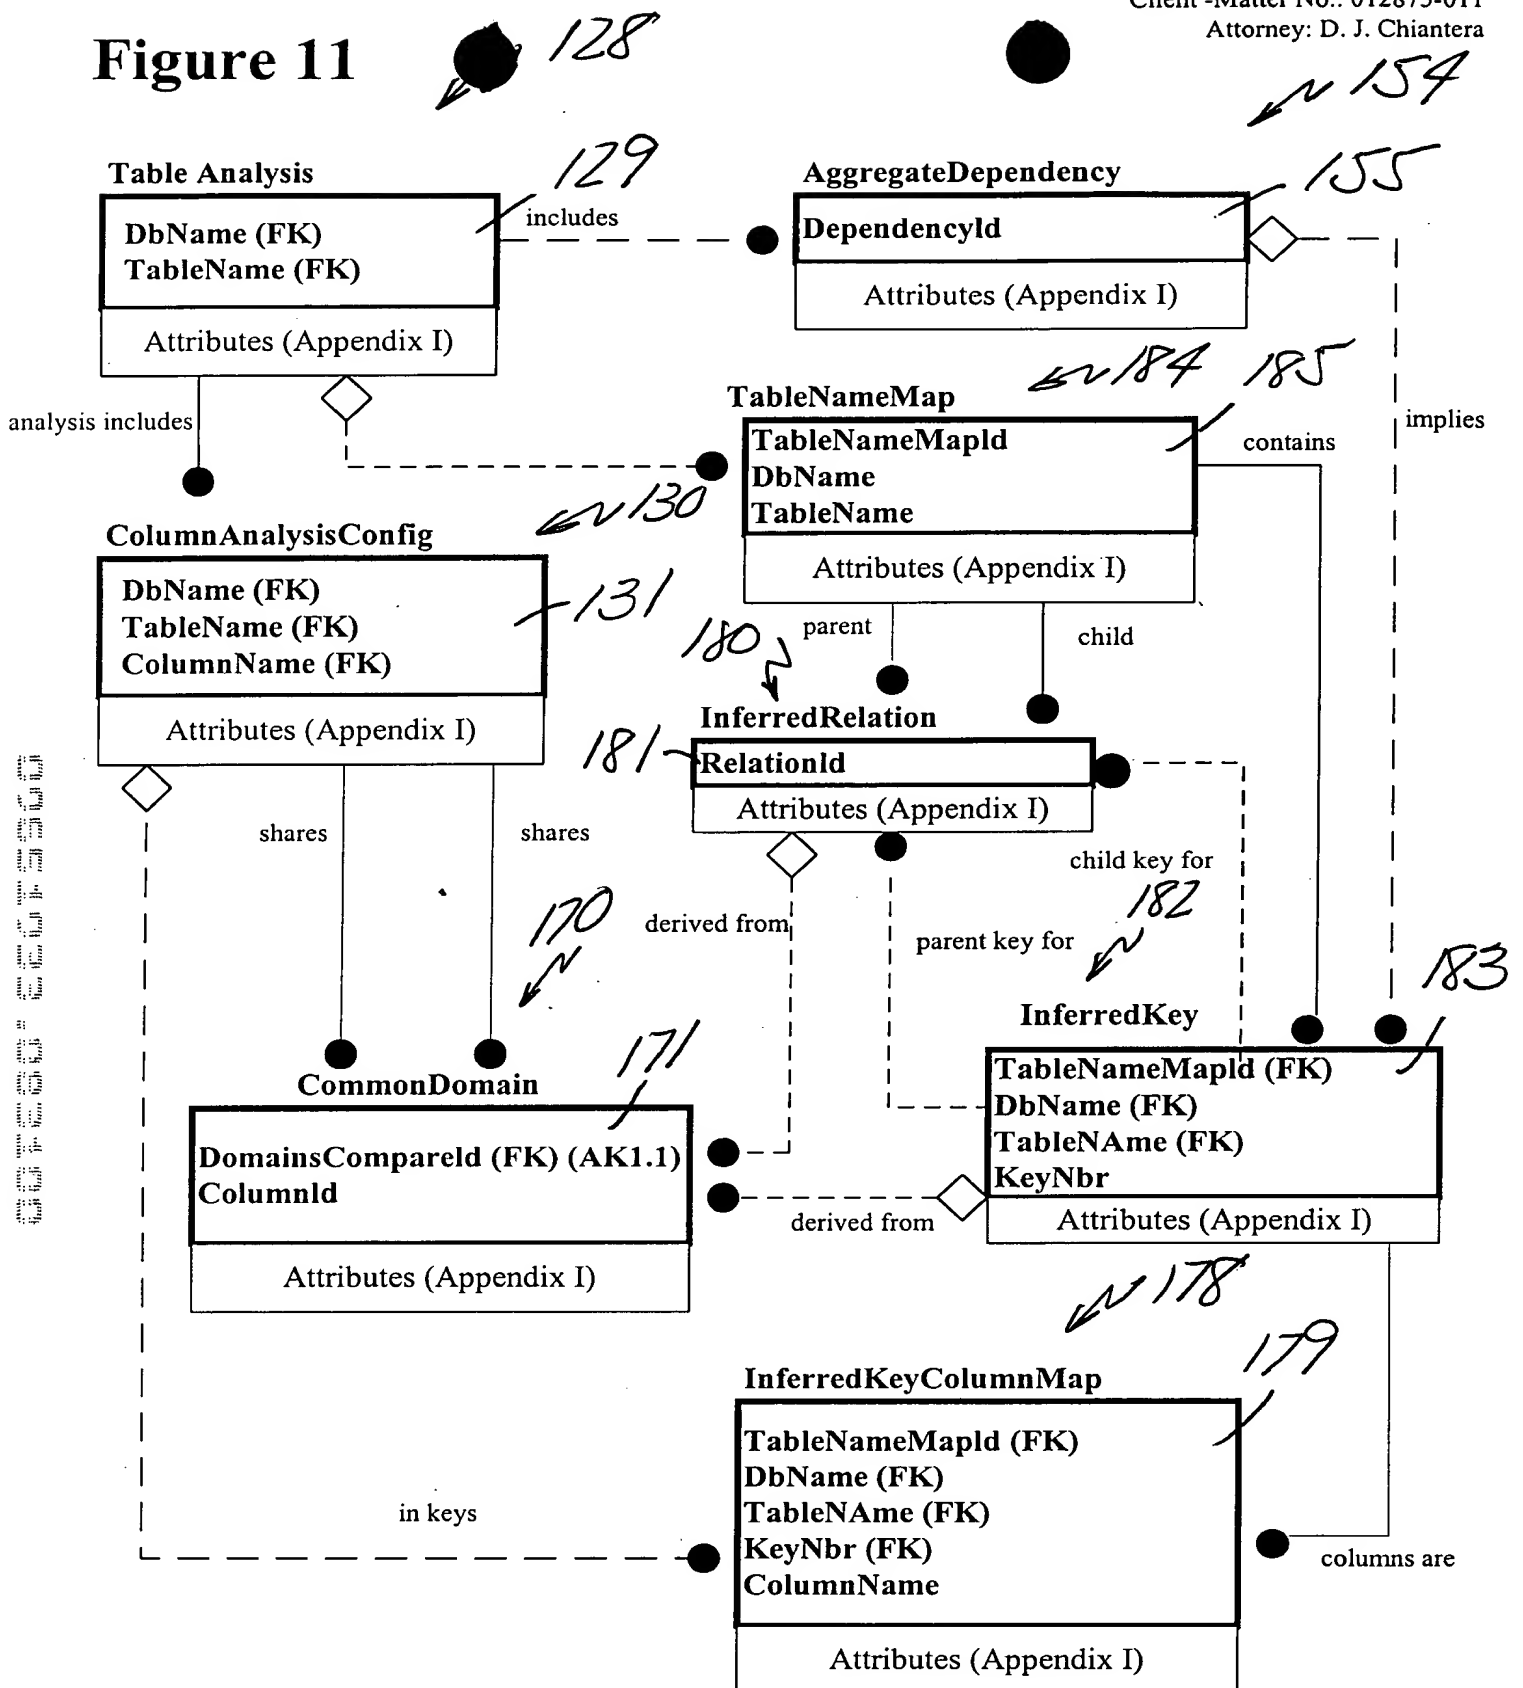 Attorney: D. J. Chiantera
Figure 11
128
154
Table Analysis
129
DbName (FK)
TableName (FK)
Attributes (Appendix I)
includes
AggregateDependency
155
DependencyId
Attributes (Appendix I)
implies
analysis includes
184
185
TableNameMap
TableNameMapId
DbName
TableName
Attributes (Appendix I)
contains
130
ColumnAnalysisConfig
DbName (FK)
TableName (FK)
ColumnName (FK)
131
Attributes (Appendix I)
parent
child
180
InferredRelation
181
RelationId
Attributes (Appendix I)
shares
shares
child key for
170
derived from
parent key for
182
183
InferredKey
TableNameMapId (FK)
DbName (FK)
TableNAme (FK)
KeyNbr
Attributes (Appendix I)
171
CommonDomain
DomainsCompareId (FK) (AK1.1)
ColumnId
Attributes (Appendix I)
derived from
178
179
InferredKeyColumnMap
TableNameMapId (FK)
DbName (FK)
TableNAme (FK)
KeyNbr (FK)
ColumnName
Attributes (Appendix I)
in keys
columns are